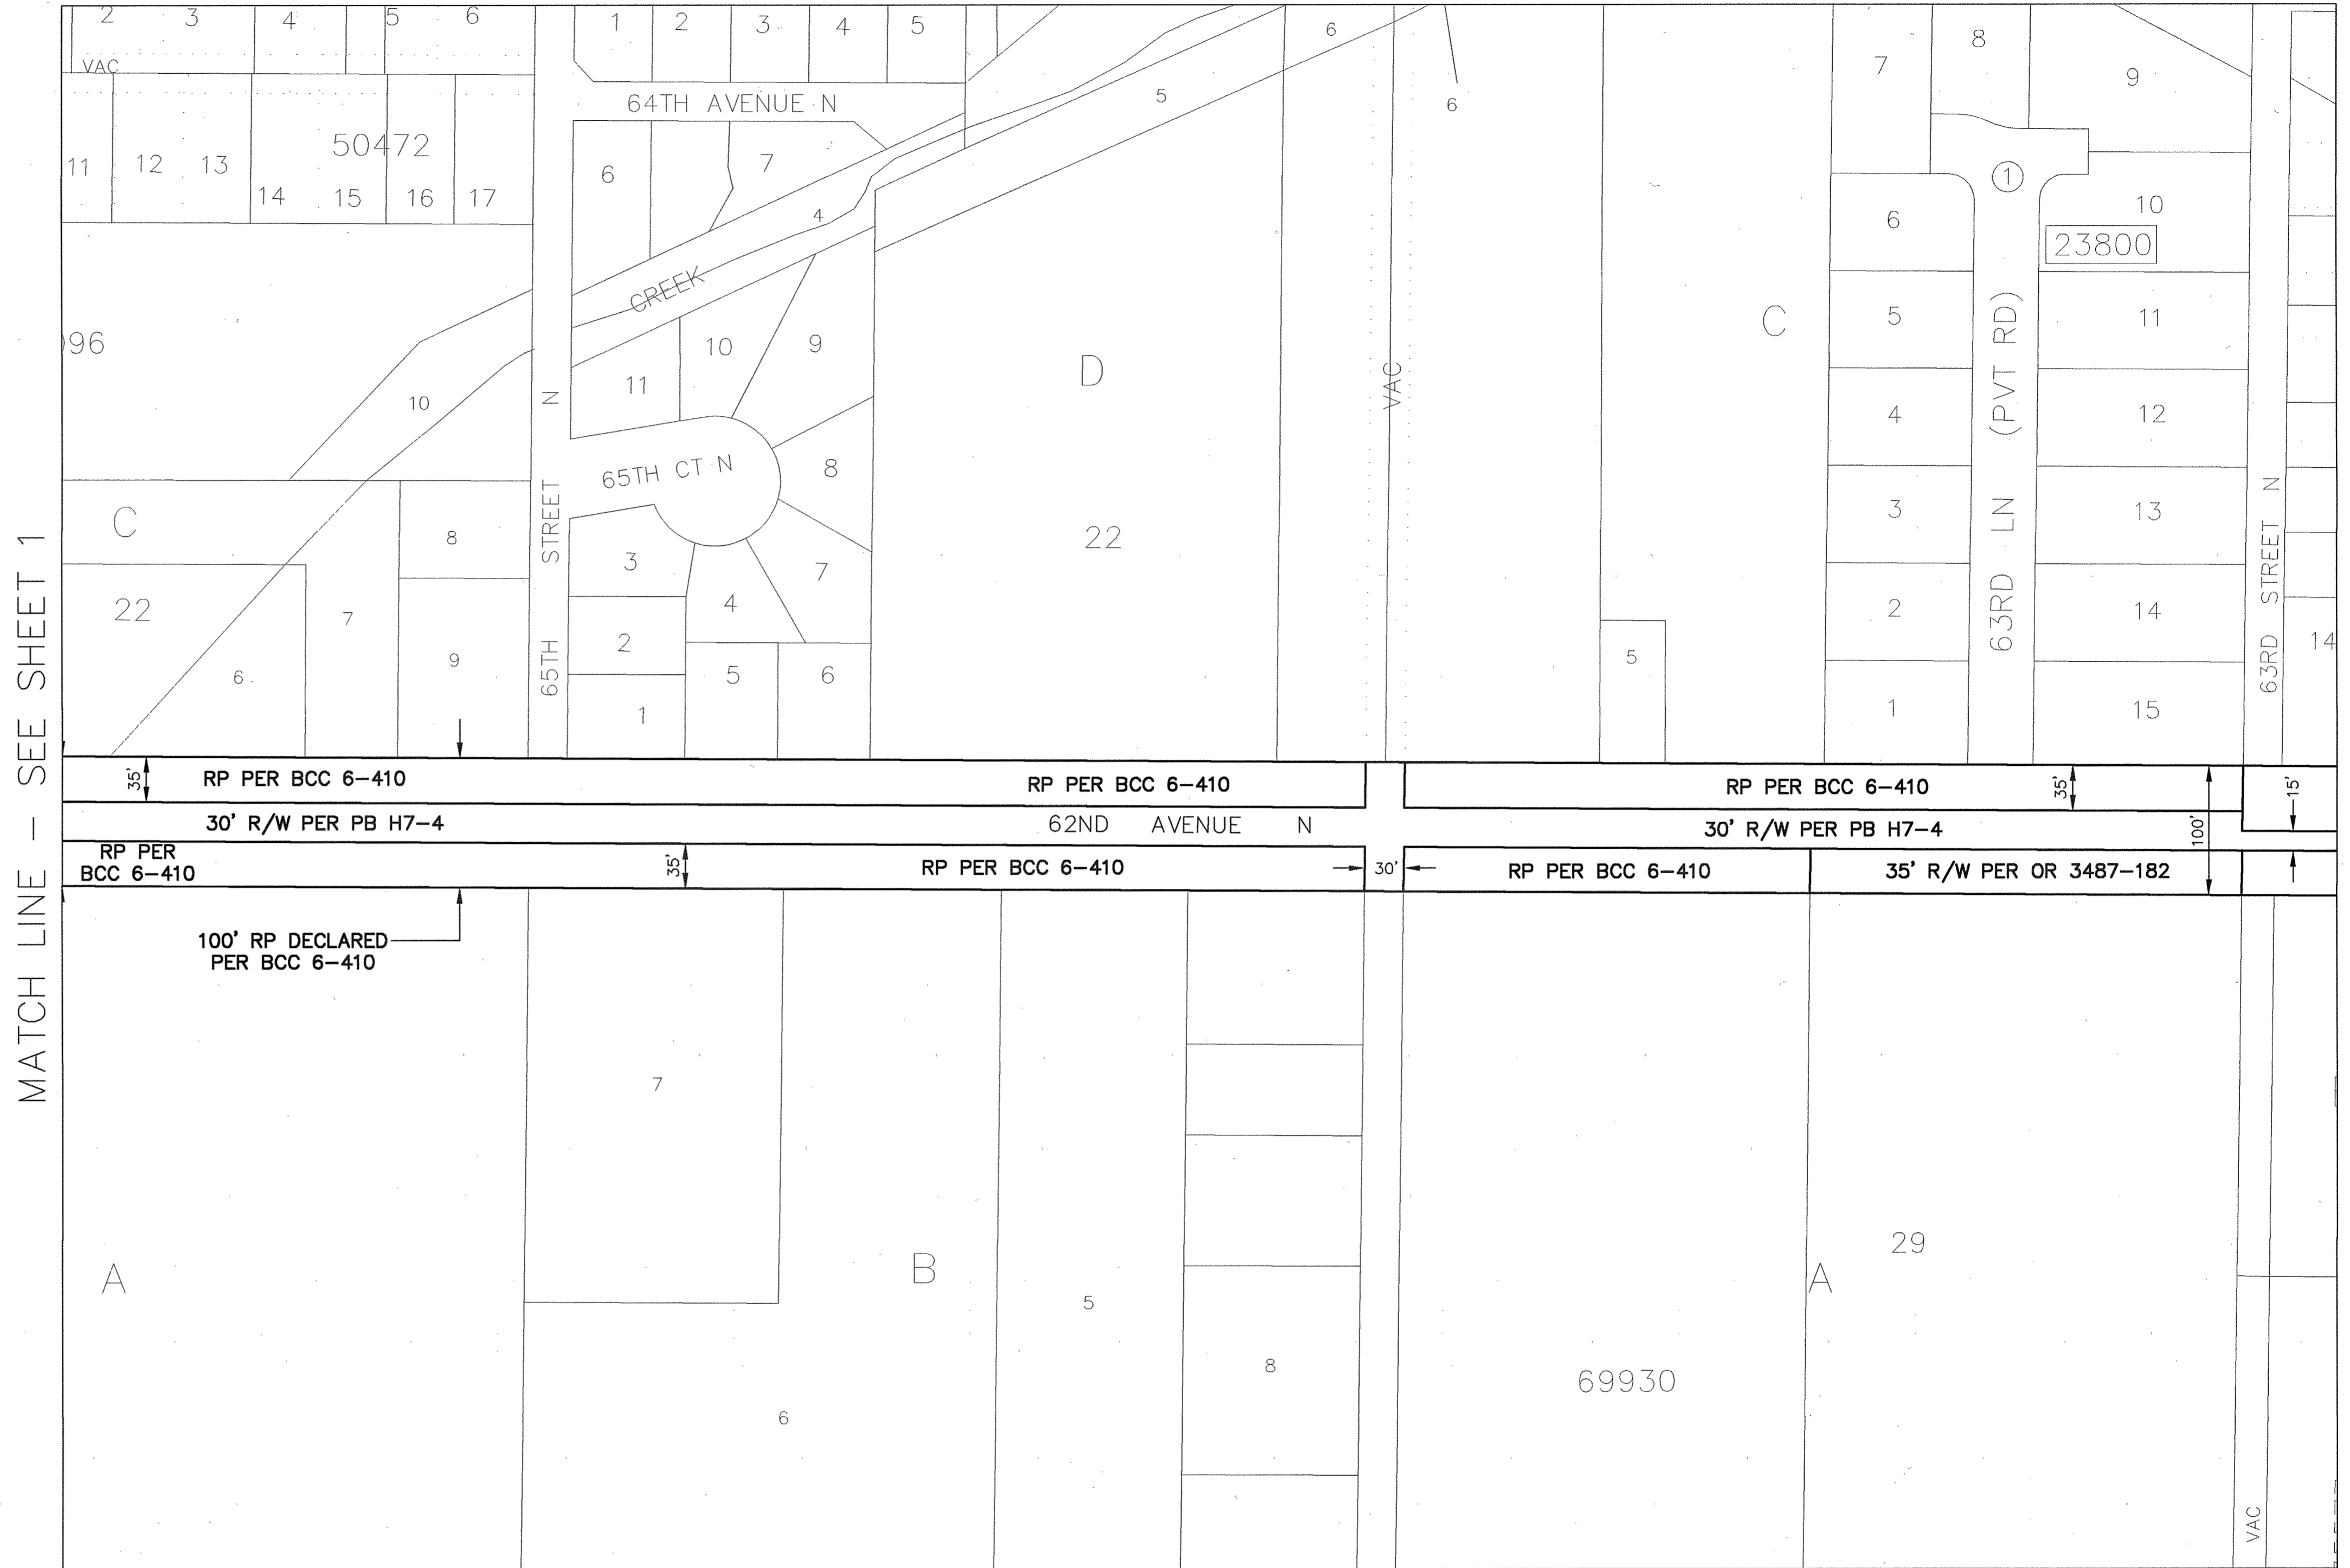 MATCH LINE – SEE SHEET 1
2 3 4 5 6
VAC
50472
11 12 13 14 15 16 17
96
10
C
22
6
7
8
9
65TH STREET N
1 2 3 4 5
64TH AVENUE N
6 7
4
5
6
6
CREEK
11 10 9
65TH CT N
8
7
3
4
2
5 6
1
D
22
VAC
C
5
7 8 9
1
10
23800
6
5 11
4 12
3 13
2 14
1 15
63RD LN (PVT RD)
63RD STREET N
14
35'
RP PER BCC 6-410
RP PER BCC 6-410
RP PER BCC 6-410
35'
15'
30' R/W PER PB H7-4
62ND AVENUE N
30' R/W PER PB H7-4
100'
RP PER
BCC 6-410
35'
RP PER BCC 6-410
30'
RP PER BCC 6-410
35' R/W PER OR 3487-182
100' RP DECLARED
PER BCC 6-410
7
A
B
5
6
8
29
A
69930
VAC